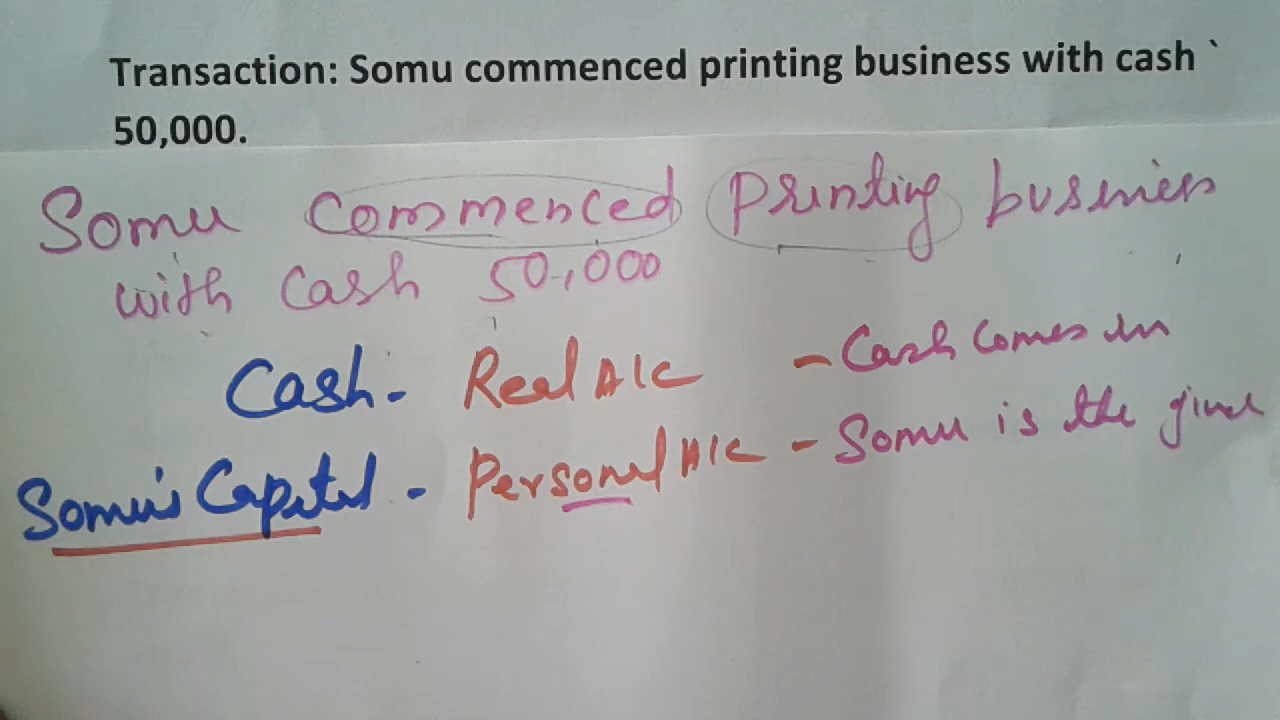 Transaction: Somu commenced printing business with cash `
50,000.
Somu commenced printing business
with cash 50,000
Cash - Real A/c - Cash comes in
Somu's Capital - Personal A/c - Somu is the giver